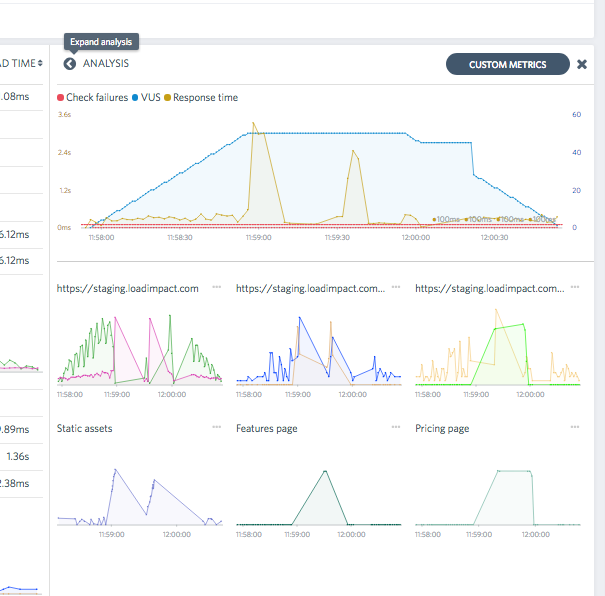 Expand analysis
AD TIME
ANALYSIS
CUSTOM METRICS
.08ms
6.12ms
6.12ms
9.89ms
1.36s
2.38ms
Check failures VUS Response time
3.6s 60
2.4s 40
1.2s 20
100ms 100ms 160ms
0ms 0
11:58:00 11:58:30 11:59:00 11:59:30 12:00:00 12:00:30
https://staging.loadimpact.com https://staging.loadimpact.com... https://staging.loadimpact.com...
11:58:00 11:59:00 12:00:00 11:58:00 11:59:00 12:00:00 11:58:00 11:59:00 12:00:00
Static assets Features page Pricing page
11:59:00 12:00:00 11:58:00 11:59:00 12:00:00 11:58:00 11:59:00 12:00:00